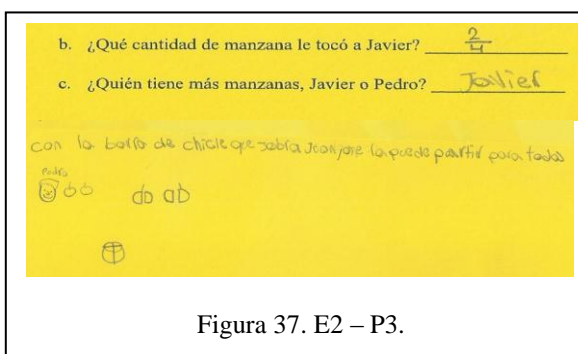 b. ¿Qué cantidad de manzana le tocó a Javier? 2/4
c. ¿Quién tiene más manzanas, Javier o Pedro? Javier
con la barra de chicle que sobra Juanjose la puede partir para todos
Pedro
Figura 37. E2 – P3.